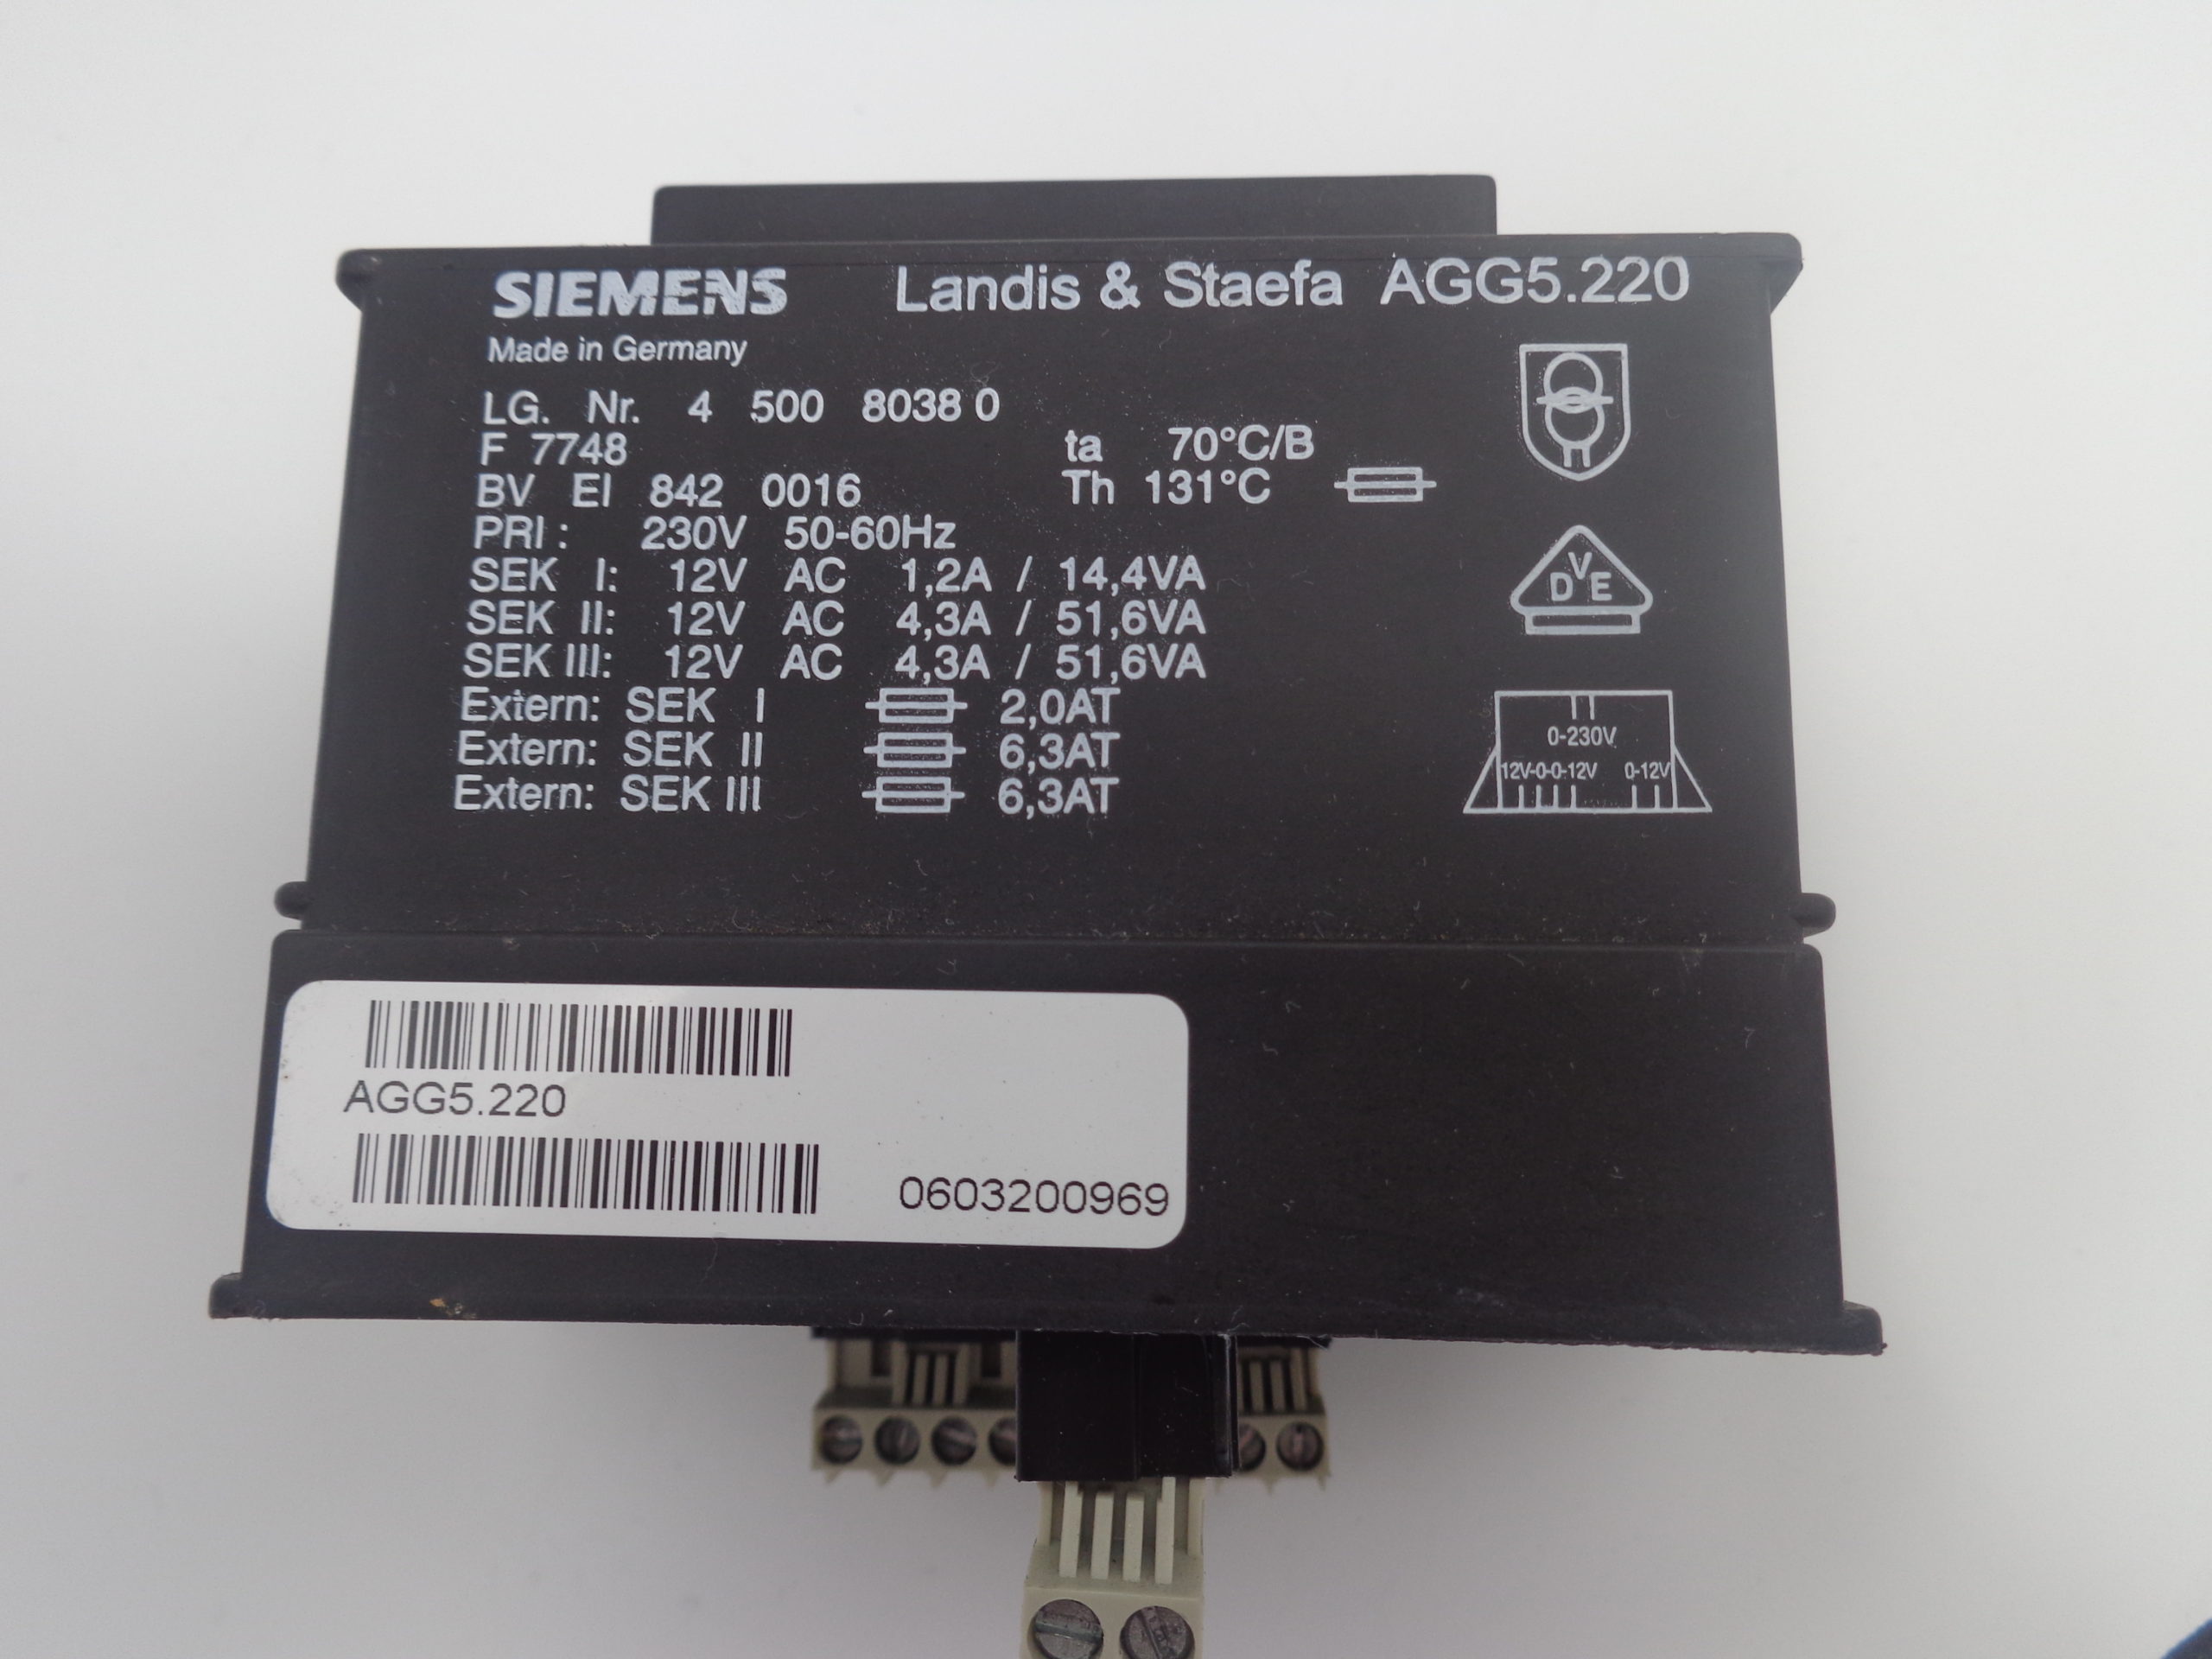 SIEMENS Landis & Staefa AGG5.220
Made in Germany
LG. Nr. 4 500 8038 0
F 7748 ta 70°C/B
BV EI 842 0016 Th 131°C
PRI: 230V 50-60Hz
SEK I: 12V AC 1,2A / 14,4VA
SEK II: 12V AC 4,3A / 51,6VA
SEK III: 12V AC 4,3A / 51,6VA
Extern: SEK I 2,0AT
Extern: SEK II 6,3AT
Extern: SEK III 6,3AT
DVE
0-230V
12V-0-0-12V 0-12V
AGG5.220
0603200969